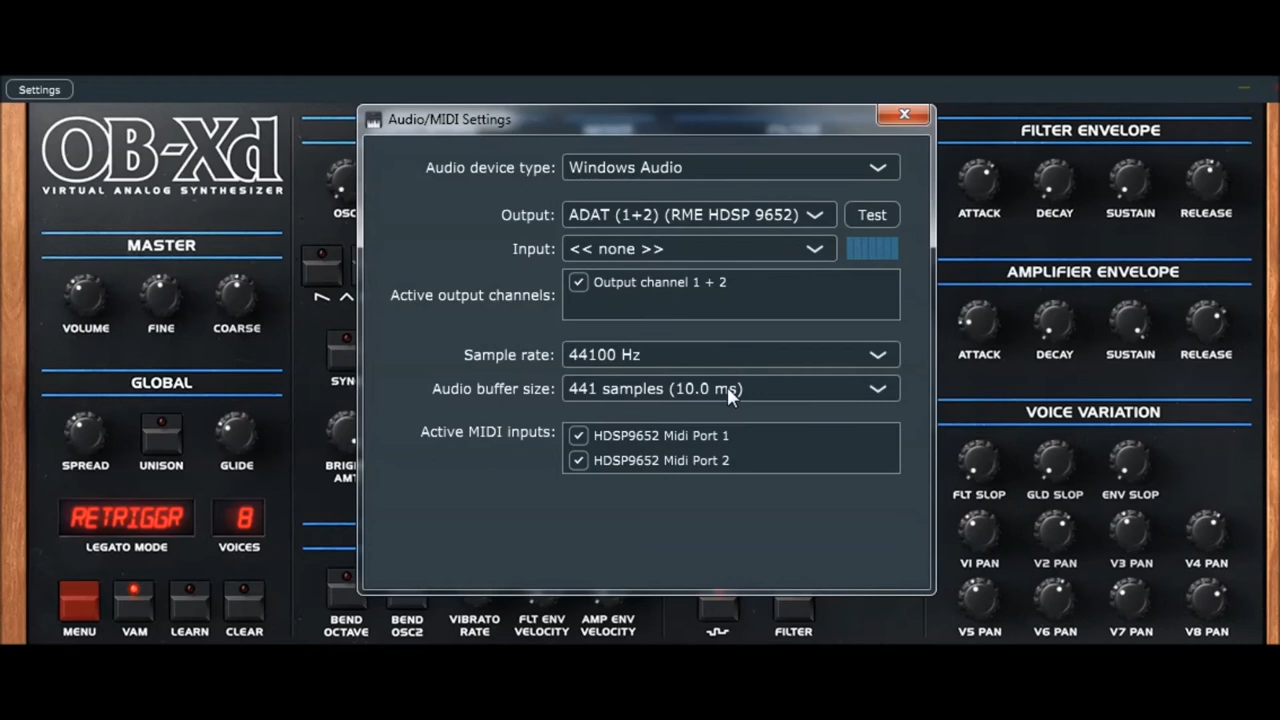 Settings
OB-Xd
VIRTUAL ANALOG SYNTHESIZER
MASTER
VOLUME FINE COARSE
GLOBAL
SPREAD UNISON GLIDE
RETRIGGR 8
LEGATO MODE VOICES
MENU VAM LEARN CLEAR
Audio/MIDI Settings
Audio device type: Windows Audio
Output: ADAT (1+2) (RME HDSP 9652) Test
Input: << none >>
Active output channels: Output channel 1 + 2
Sample rate: 44100 Hz
Audio buffer size: 441 samples (10.0 ms)
Active MIDI inputs: HDSP9652 Midi Port 1
HDSP9652 Midi Port 2
BEND OCTAVE
BEND OSC2
VIBRATO RATE
FLT ENV VELOCITY
AMP ENV VELOCITY
FILTER
FILTER ENVELOPE
ATTACK DECAY SUSTAIN RELEASE
AMPLIFIER ENVELOPE
ATTACK DECAY SUSTAIN RELEASE
VOICE VARIATION
FLT SLOP GLD SLOP ENV SLOP
V1 PAN V2 PAN V3 PAN V4 PAN
V5 PAN V6 PAN V7 PAN V8 PAN